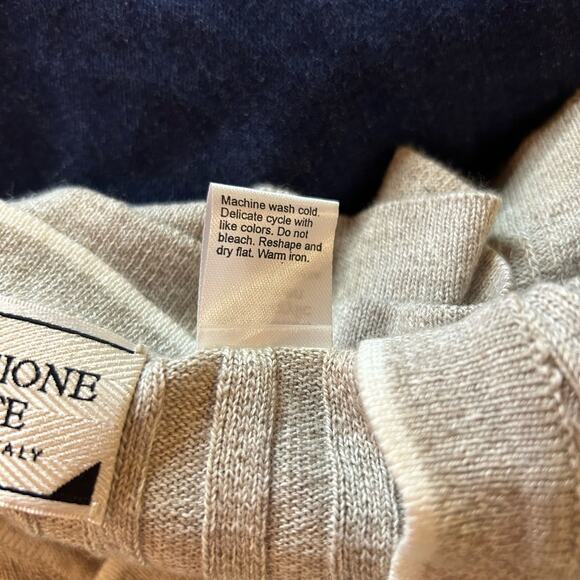 Machine wash cold.
Delicate cycle with
like colors. Do not
bleach. Reshape and
dry flat. Warm iron.
IONE
CE
ALY